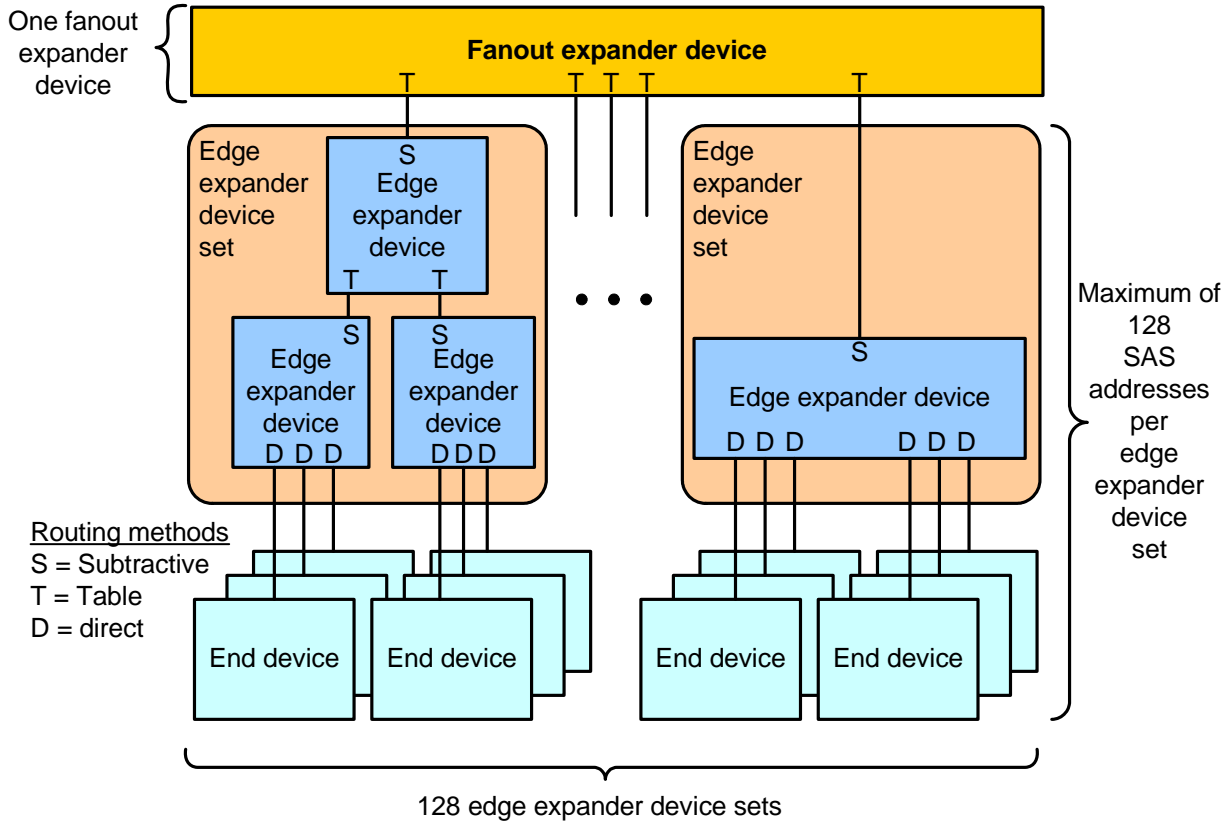 One fanout
expander
device
Fanout expander device
T
T T T
T
Edge
expander
device
set
S
Edge
expander
device
T
T
S
Edge
expander
device
D D D
S
Edge
expander
device
D D D
Edge
expander
device
set
S
Edge expander device
D D D
D D D
Maximum of
128
SAS
addresses
per
edge
expander
device
set
Routing methods
S = Subtractive
T = Table
D = direct
End device
End device
End device
End device
128 edge expander device sets